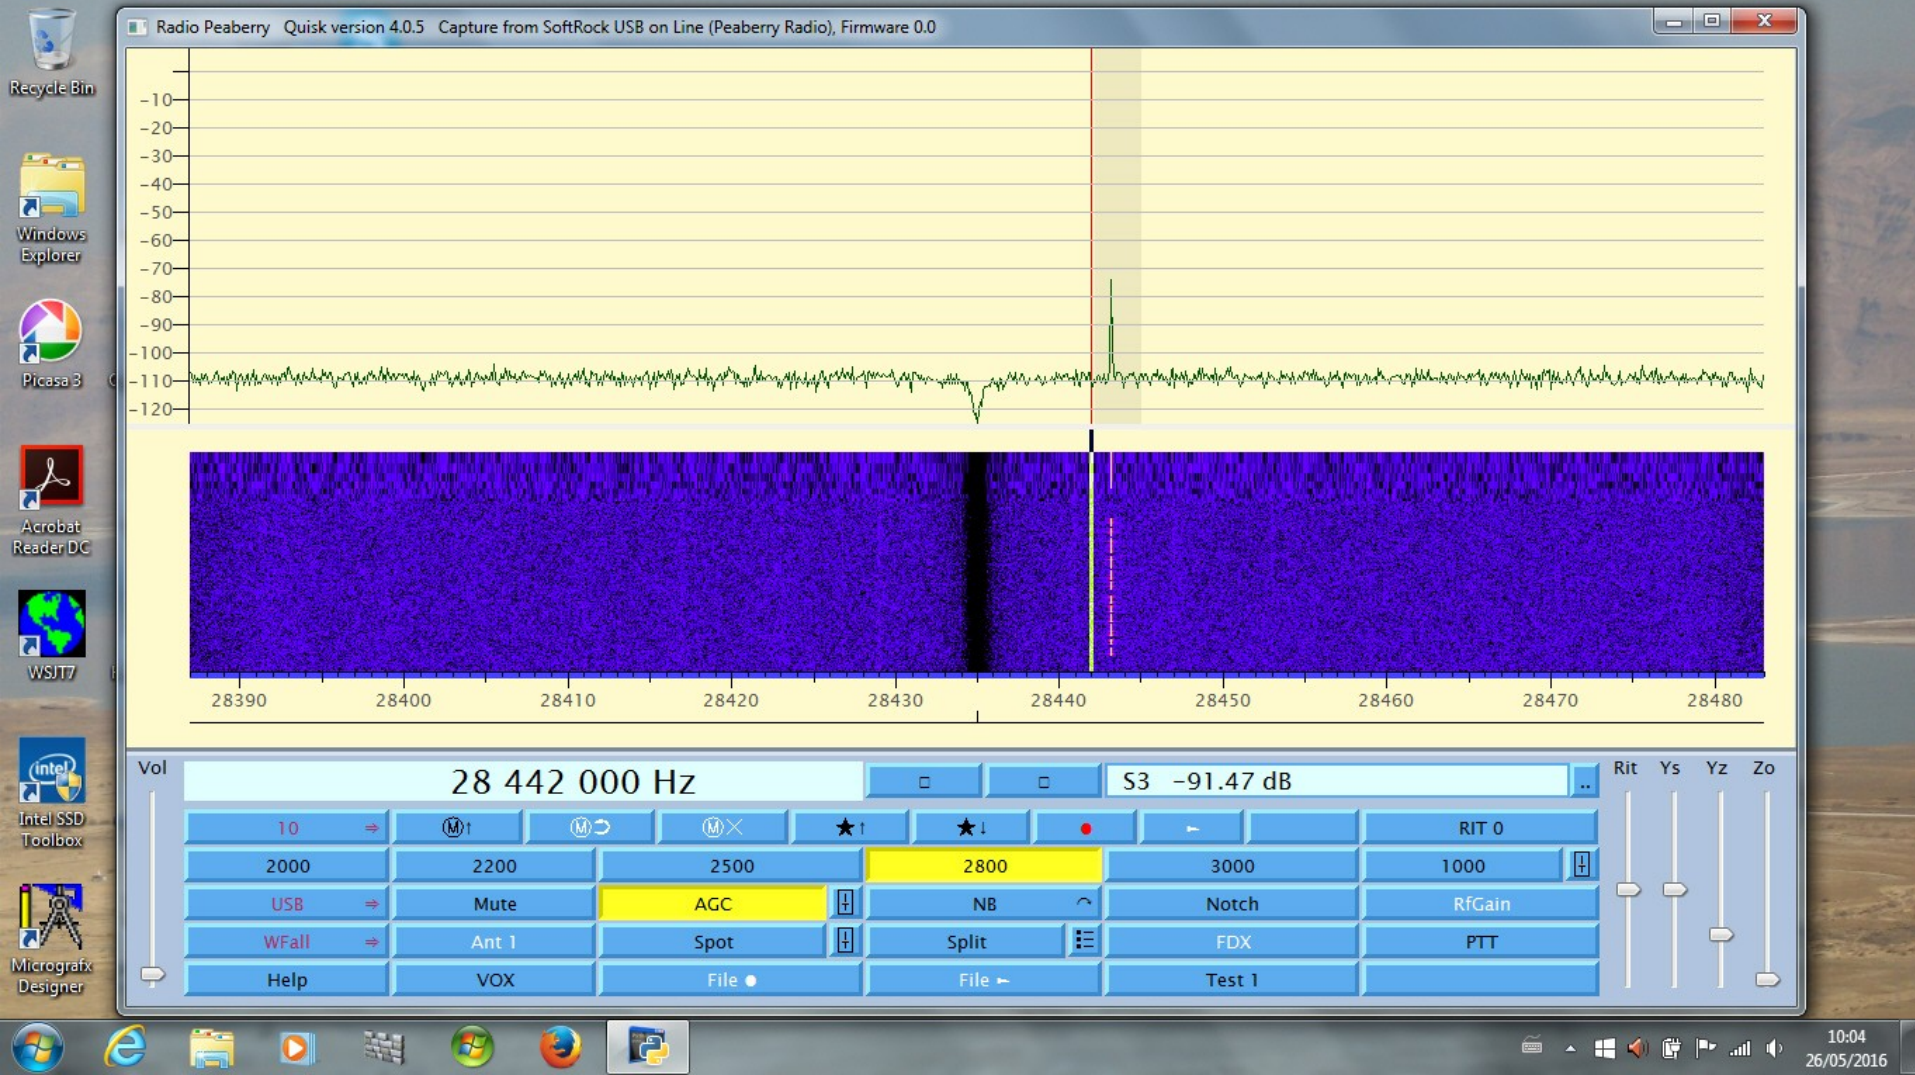 Radio Peaberry Quisk version 4.0.5 Capture from SoftRock USB on Line (Peaberry Radio), Firmware 0.0
Recycle Bin
Windows
Explorer
Picasa 3
Acrobat
Reader DC
WSJT7
intel
Intel SSD
Toolbox
Micrografx
Designer
-10
-20
-30
-40
-50
-60
-70
-80
-90
-100
-110
-120
28390 28400 28410 28420 28430 28440 28450 28460 28470 28480
Vol 28 442 000 Hz S3 -91.47 dB .. Rit Ys Yz Zo
10 ⇒ Ⓜ↑ Ⓜ⊃ Ⓜ╳ ★↑ ★↓ ● RIT 0
2000 2200 2500 2800 3000 1000
USB ⇒ Mute AGC NB Notch RfGain
WFall ⇒ Ant 1 Spot Split FDX PTT
Help VOX File ● File ► Test 1
10:04
26/05/2016